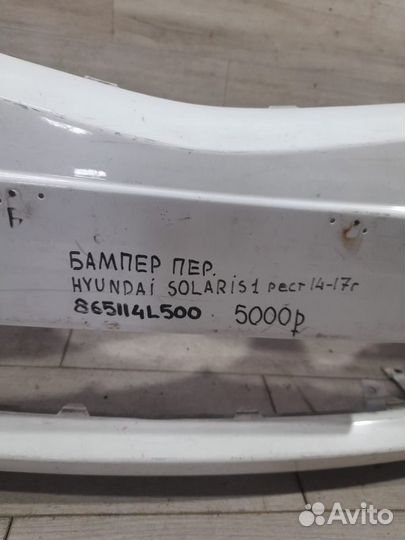 Б
БАМПЕР ПЕР.
HYUNDAI SOLARIS 1 рест 14-17г
865114L500 5000р
Avito